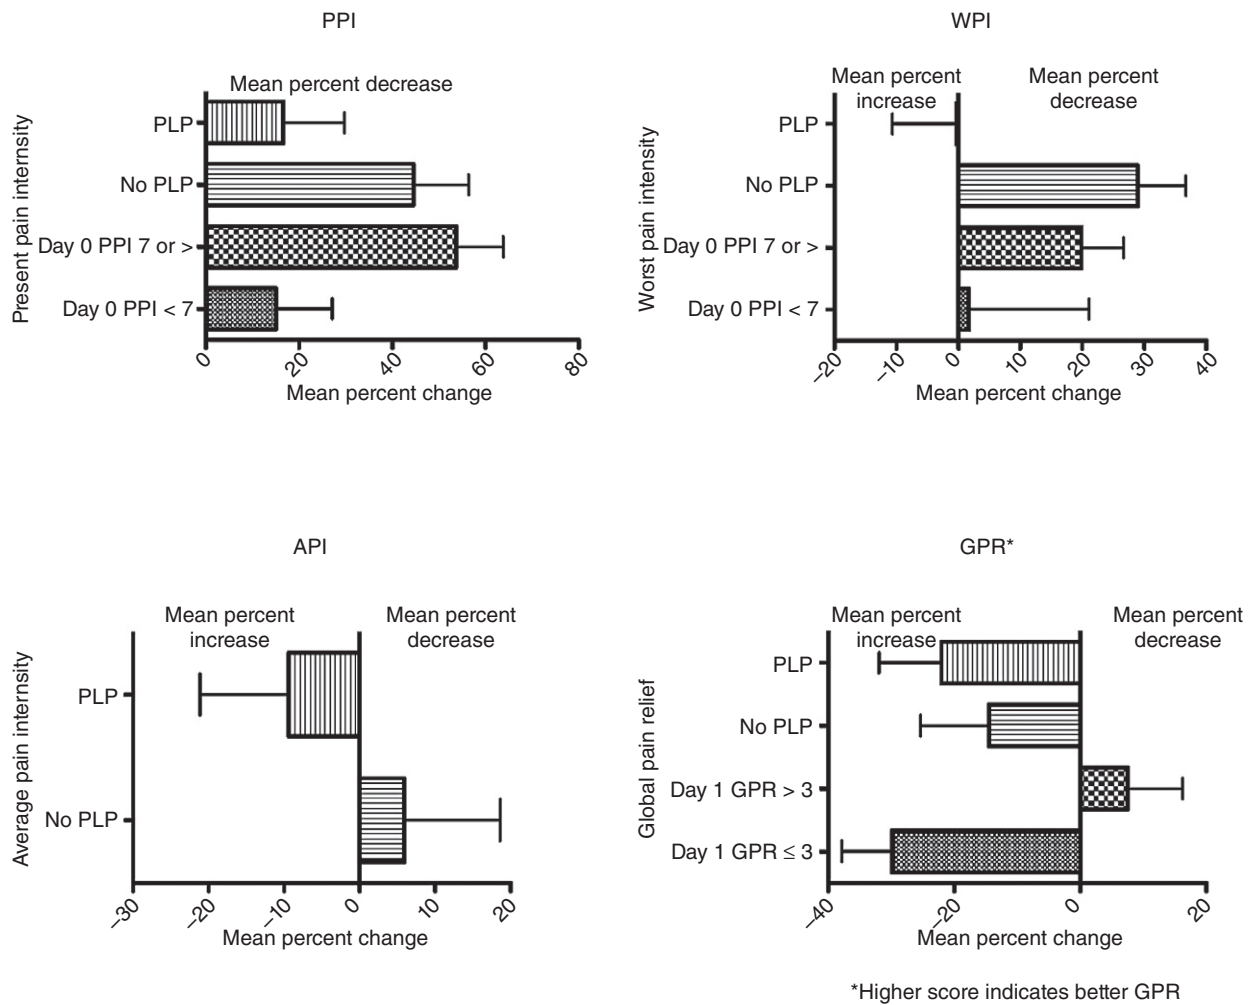 PPI
Mean percent decrease
Present pain internsity
PLP
No PLP
Day 0 PPI 7 or >
Day 0 PPI < 7
0 20 40 60 80
Mean percent change
WPI
Mean percent
increase
Mean percent
decrease
Worst pain intensity
PLP
No PLP
Day 0 PPI 7 or >
Day 0 PPI < 7
–20 –10 0 10 20 30 40
Mean percent change
API
Mean percent
increase
Mean percent
decrease
Average pain internsity
PLP
No PLP
–30 –20 –10 0 10 20
Mean percent change
GPR*
Mean percent
increase
Mean percent
decrease
Global pain relief
PLP
No PLP
Day 1 GPR > 3
Day 1 GPR ≤ 3
–40 –20 0 20
Mean percent change
*Higher score indicates better GPR